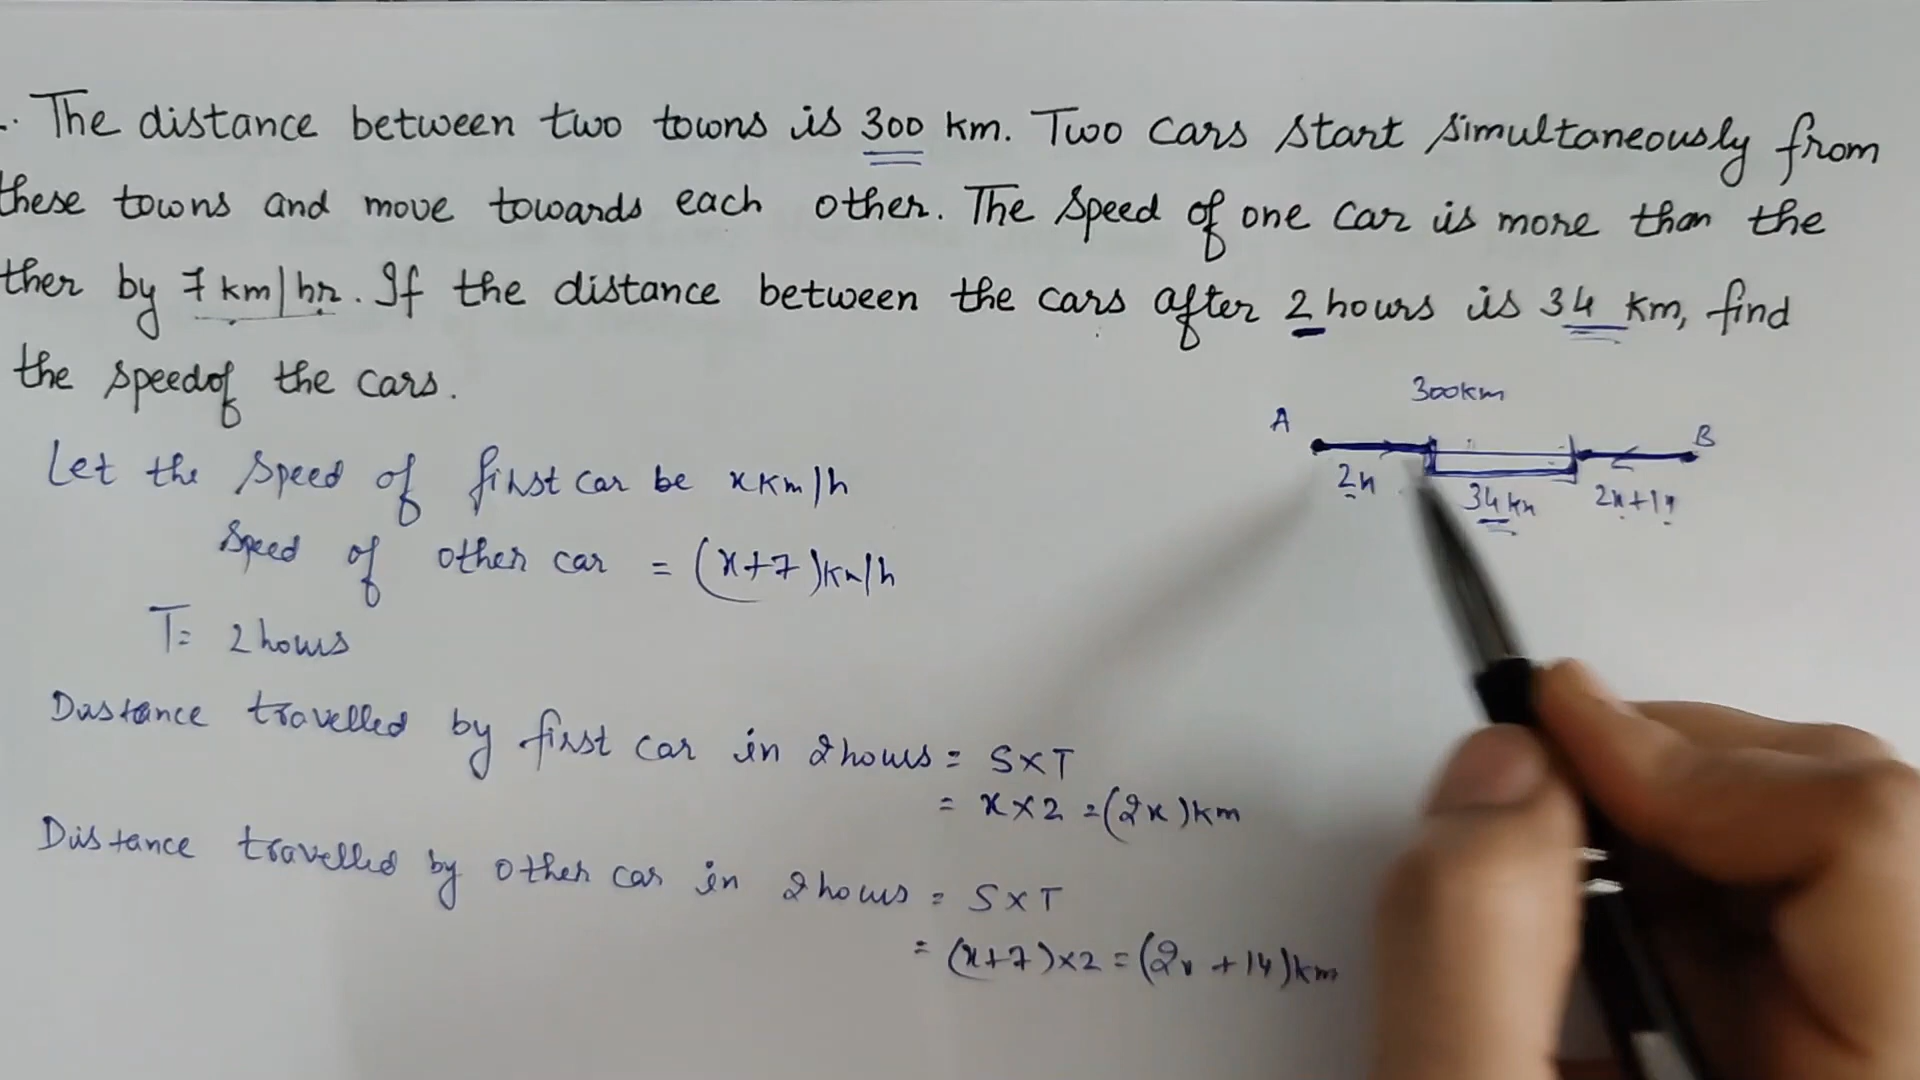 . The distance between two towns is 300 km. Two cars start simultaneously from
these towns and move towards each other. The speed of one car is more than the
ther by 7 km/hr. If the distance between the cars after 2 hours is 34 km, find
the speed of the cars.
300km
A
B
2x
34 km
2x+14
Let the speed of first car be x km/h
Speed of other car = (x+7) km/h
T= 2 hours
Distance travelled by first car in 2 hours = S×T
= x×2 = (2x) km
Distance travelled by other car in 2 hours = S×T
= (x+7)×2 = (2x+14) km